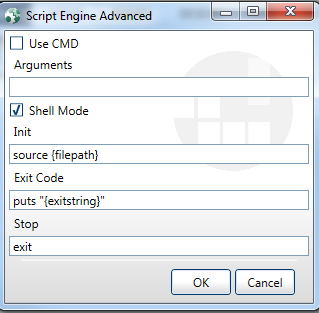 Script Engine Advanced
Use CMD
Arguments
Shell Mode
Init
source {filepath}
Exit Code
puts "{exitstring}"
Stop
exit
OK Cancel